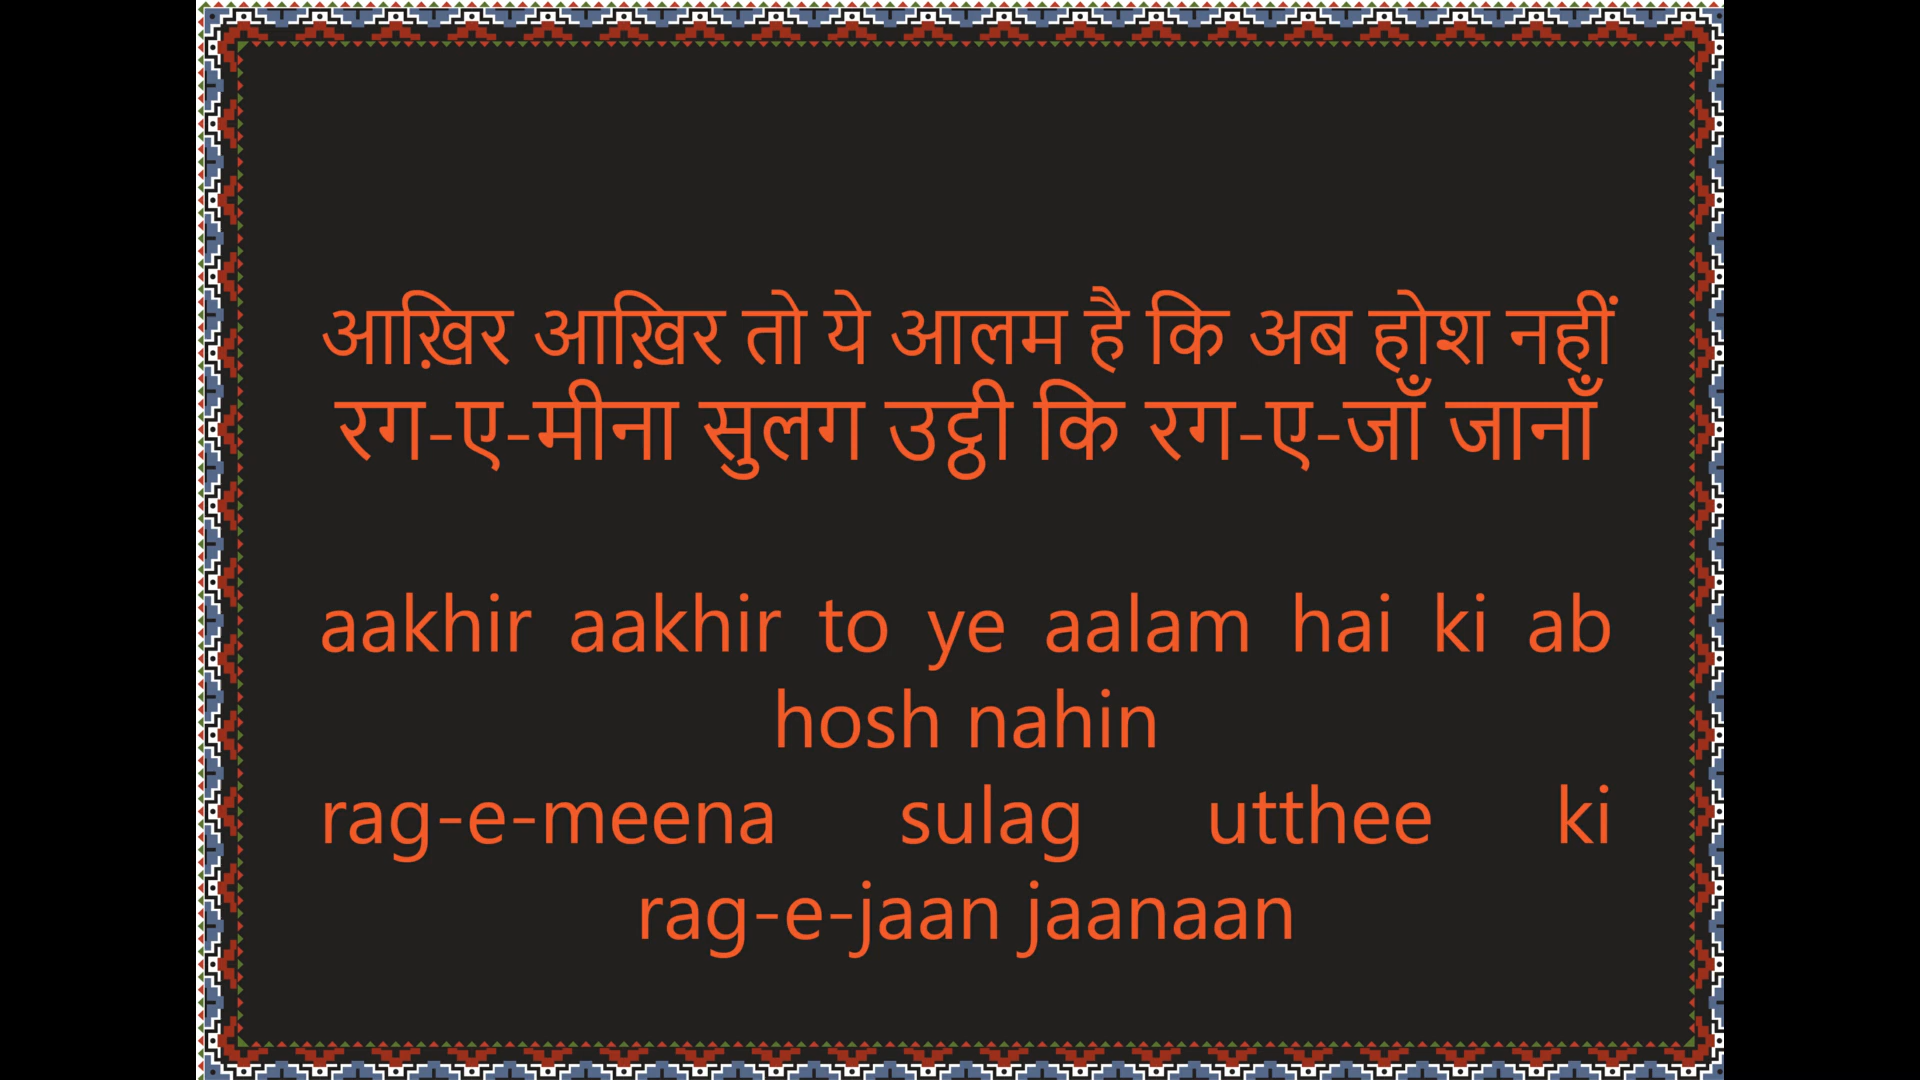 आख़िर आख़िर तो ये आलम है कि अब होश नहीं
रग-ए-मीना सुलग उट्ठी कि रग-ए-जाँ जानाँ
aakhir aakhir to ye aalam hai ki ab
hosh nahin
rag-e-meena sulag utthee ki
rag-e-jaan jaanaan